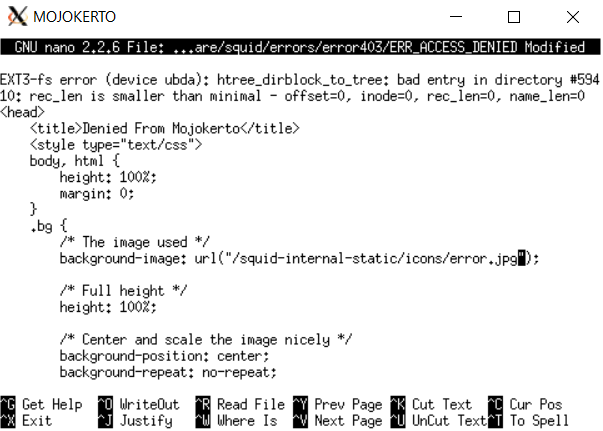 MOJOKERTO
GNU nano 2.2.6 File: ...are/squid/errors/error403/ERR_ACCESS_DENIED Modified
EXT3-fs error (device ubda): htree_dirblock_to_tree: bad entry in directory #594
10: rec_len is smaller than minimal - offset=0, inode=0, rec_len=0, name_len=0
<head>
    <title>Denied From Mojokerto</title>
    <style type="text/css">
    body, html {
        height: 100%;
        margin: 0;
    }
    .bg {
        /* The image used */
        background-image: url("/squid-internal-static/icons/error.jpg");
        /* Full height */
        height: 100%;
        /* Center and scale the image nicely */
        background-position: center;
        background-repeat: no-repeat;
^G Get Help ^O WriteOut ^R Read File ^Y Prev Page ^K Cut Text ^C Cur Pos
^X Exit ^J Justify ^W Where Is ^V Next Page ^U UnCut Text ^T To Spell